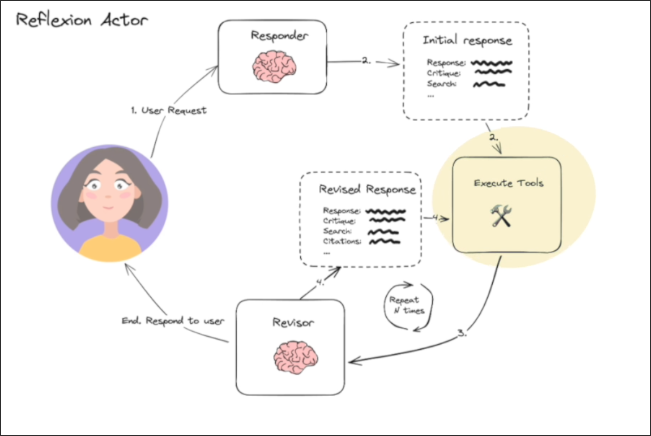 Reflexion Actor
Responder
2.
Initial response
Response:
Critique:
Search:
...
1. User Request
2.
Execute Tools
Revised Response
Response:
Critique:
Search:
Citations:
...
4.
4.
Repeat
N times
End. Respond to user
Revisor
3.